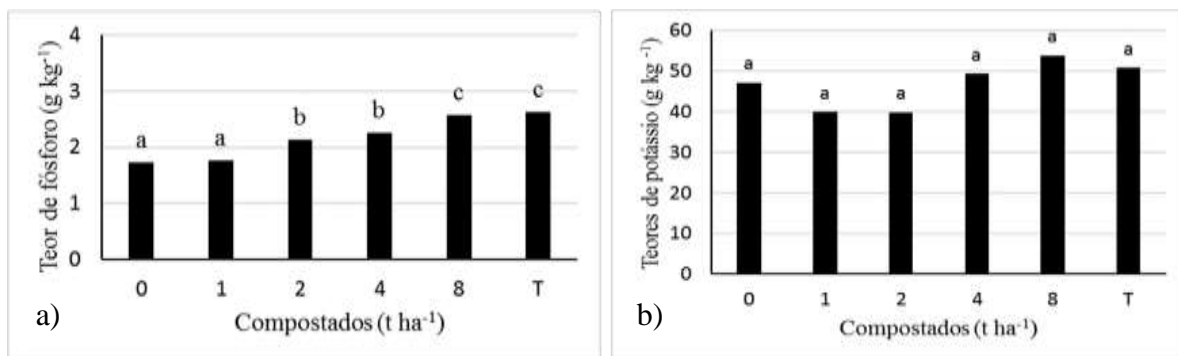 Teor de fósforo (g kg⁻¹)
4
3
2
1
0
a
a
b
b
c
c
0 1 2 4 8 T
Compostados (t ha⁻¹)
a)
Teores de potássio (g kg ⁻¹)
60
50
40
30
20
10
0
a
a
a
a
a
a
0 1 2 4 8 T
Compostados (t ha⁻¹)
b)